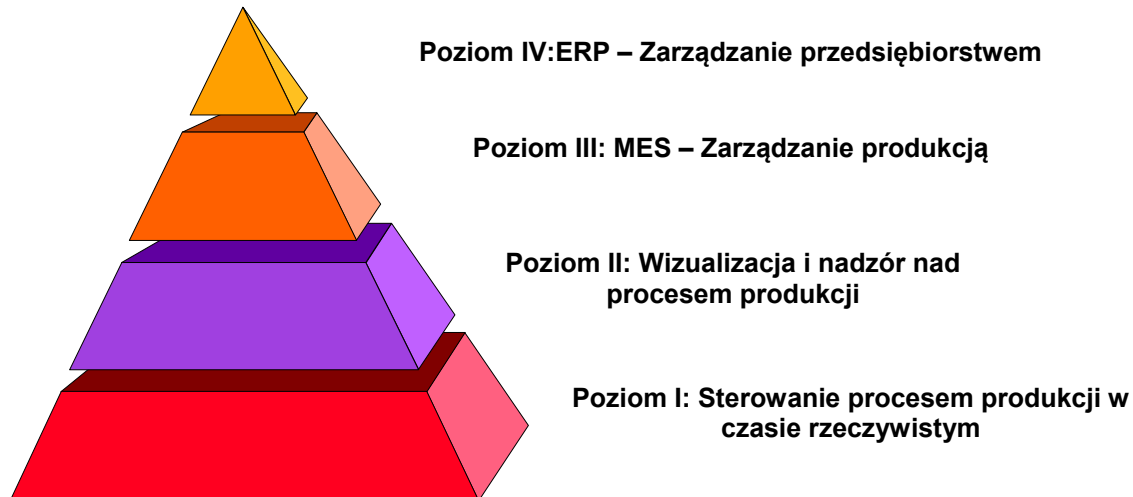 Poziom IV:ERP – Zarządzanie przedsiębiorstwem
Poziom III: MES – Zarządzanie produkcją
Poziom II: Wizualizacja i nadzór nad
procesem produkcji
Poziom I: Sterowanie procesem produkcji w
czasie rzeczywistym